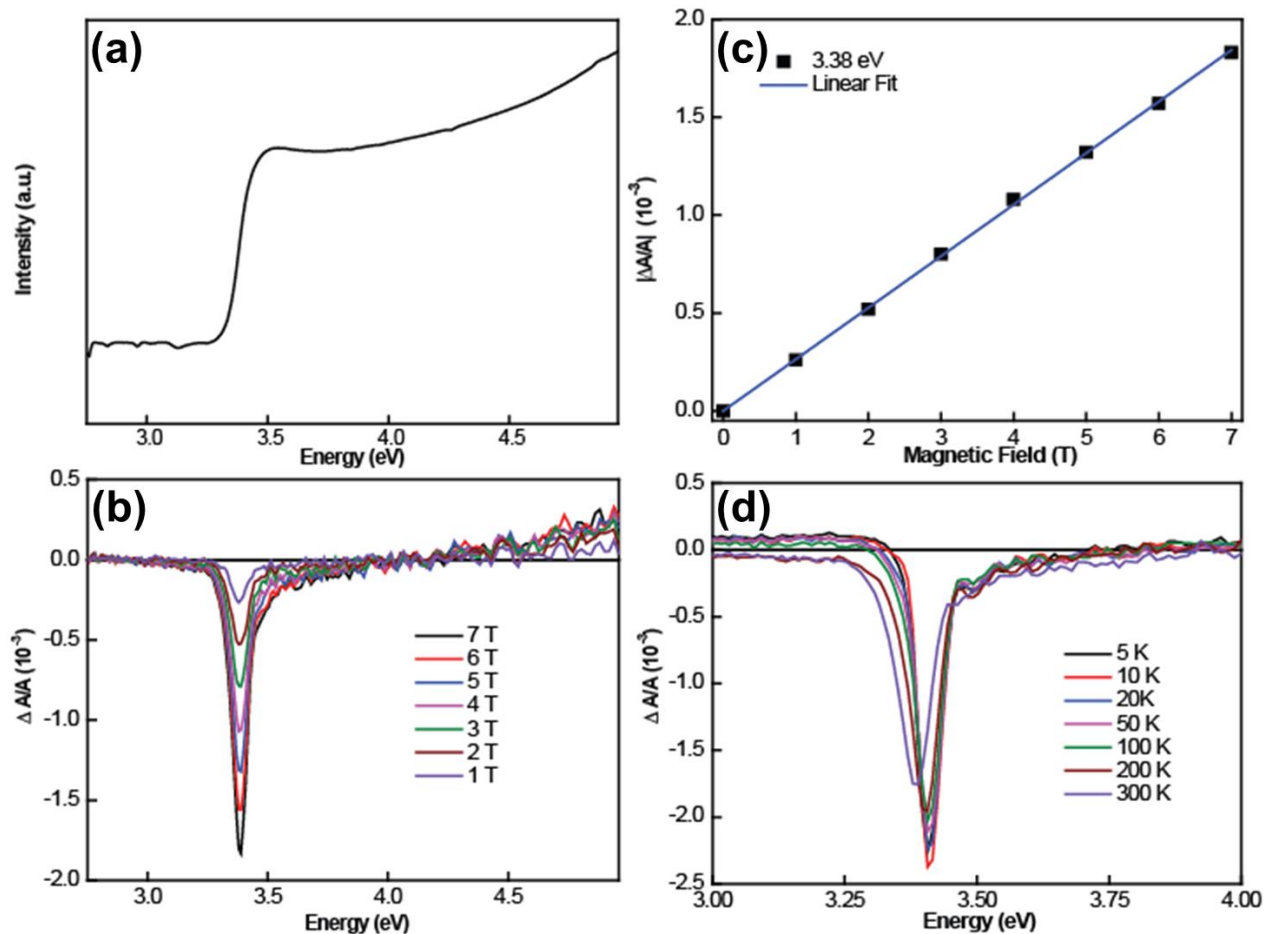 (a)
Intensity (a.u.)
3.0 3.5 4.0 4.5
Energy (eV)
(c)
3.38 eV
Linear Fit
|ΔA/A| (10⁻³)
2.0
1.5
1.0
0.5
0.0
0 1 2 3 4 5 6 7
Magnetic Field (T)
(b)
Δ A/A (10⁻³)
0.5
0.0
-0.5
-1.0
-1.5
-2.0
7 T
6 T
5 T
4 T
3 T
2 T
1 T
3.0 3.5 4.0 4.5
Energy (eV)
(d)
Δ A/A (10⁻³)
0.5
0.0
-0.5
-1.0
-1.5
-2.0
-2.5
5 K
10 K
20K
50 K
100 K
200 K
300 K
3.00 3.25 3.50 3.75 4.00
Energy (eV)